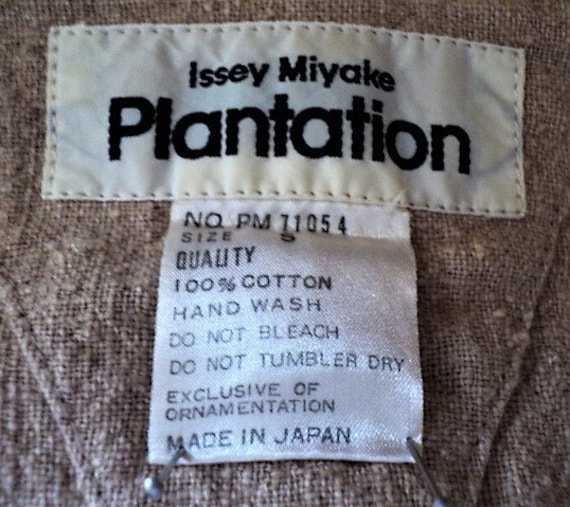 Issey Miyake
Plantation
NO. PM 71054
SIZE S
QUALITY
100% COTTON
HAND WASH
DO NOT BLEACH
DO NOT TUMBLER DRY
EXCLUSIVE OF
ORNAMENTATION
MADE IN JAPAN